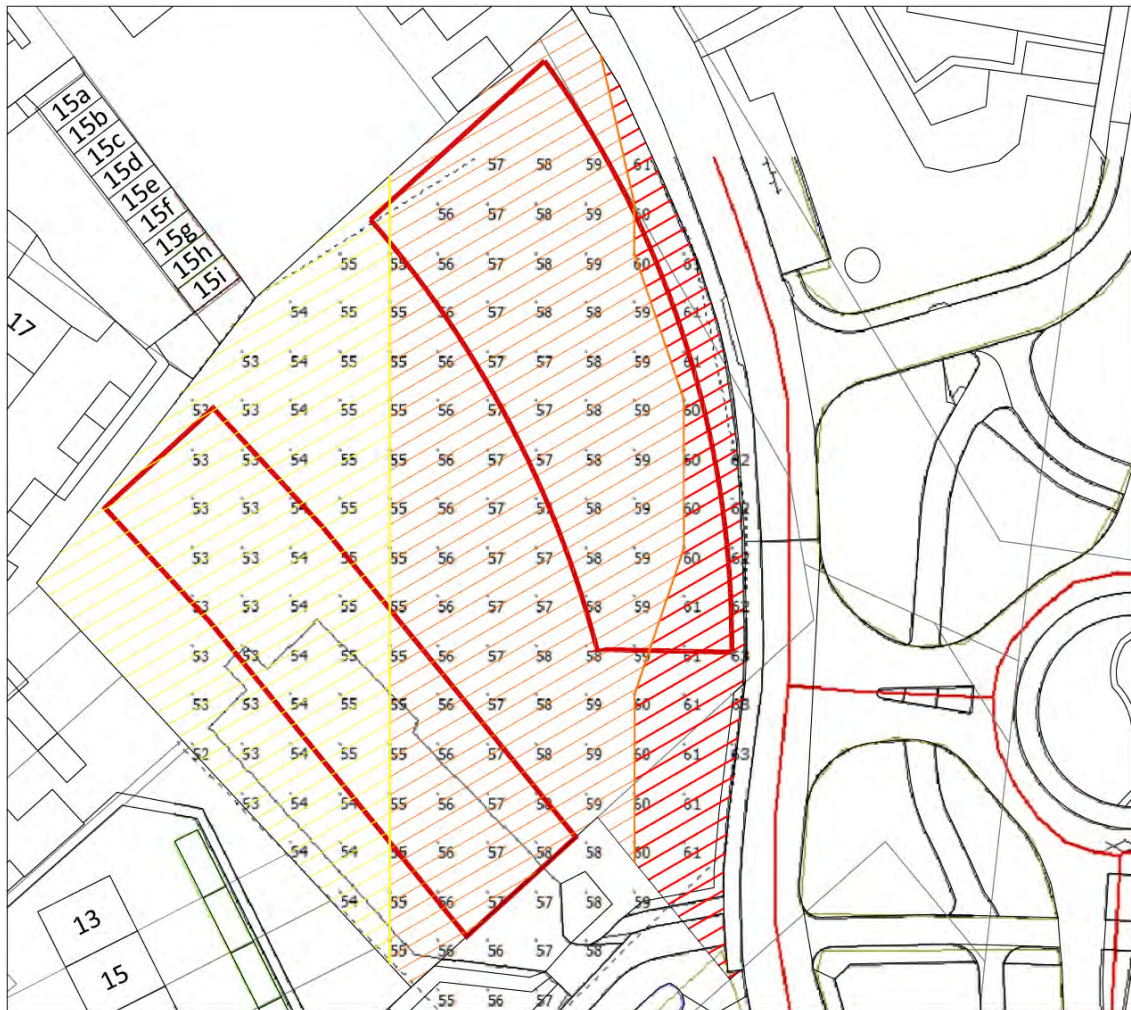 15a
15b
15c
15d
15e
15f
15g
15h
15i
17
57 58 59 61
56 57 58 59 60
55 55 56 57 58 59 60 61
54 55 55 56 57 58 58 59 61
53 54 55 55 56 57 57 58 59 61
53 53 54 55 55 56 57 57 58 59 60
53 53 54 55 55 56 57 57 58 59 60 62
53 53 54 55 55 56 57 57 58 59 60 62
53 53 54 55 55 56 57 57 58 59 60 62
53 53 54 55 55 56 57 57 58 59 61 62
53 53 54 55 55 56 57 58 58 59 61 63
53 53 54 55 55 56 57 58 59 60 61 63
52 53 54 55 55 56 57 58 59 60 61 63
53 54 54 55 56 57 58 59 60 61
54 54 55 56 57 58 58 60 61
54 55 56 57 57 58 59
55 56 56 57 58
55 56 57
13
15